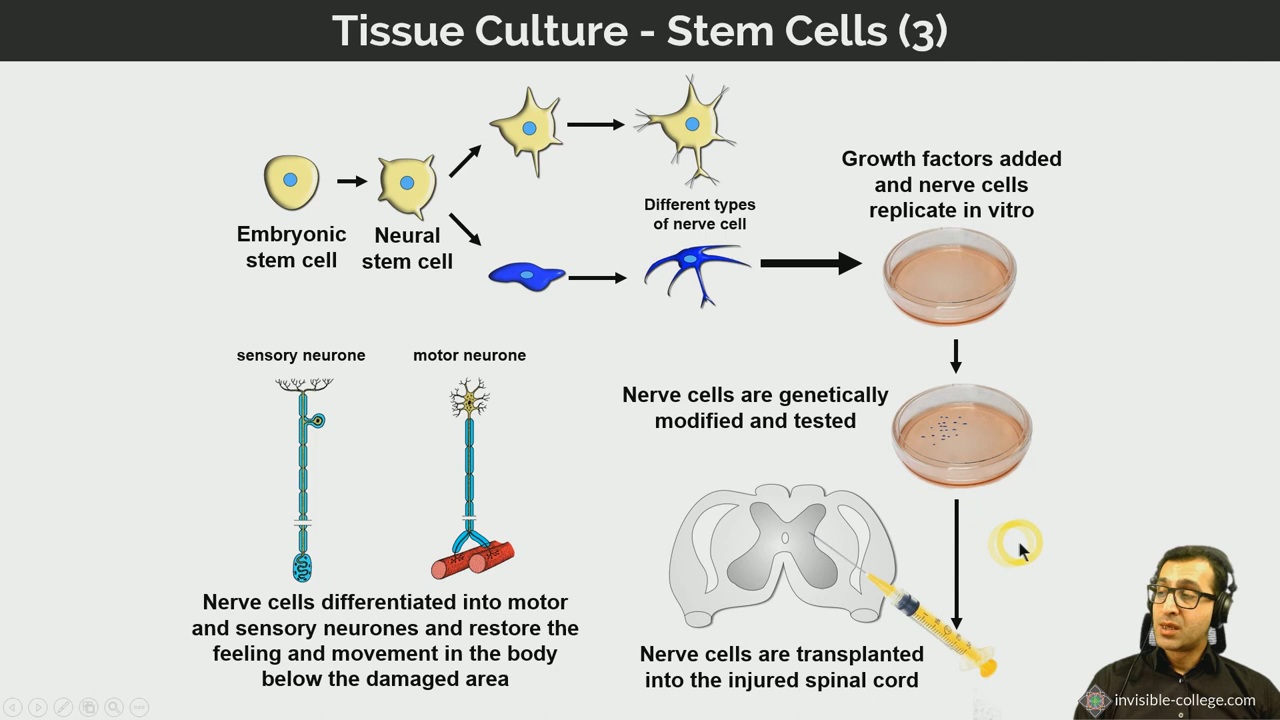 Tissue Culture - Stem Cells (3)
Embryonic
stem cell
Neural
stem cell
Different types
of nerve cell
Growth factors added
and nerve cells
replicate in vitro
sensory neurone
motor neurone
Nerve cells are genetically
modified and tested
Nerve cells differentiated into motor
and sensory neurones and restore the
feeling and movement in the body
below the damaged area
Nerve cells are transplanted
into the injured spinal cord
invisible-college.com